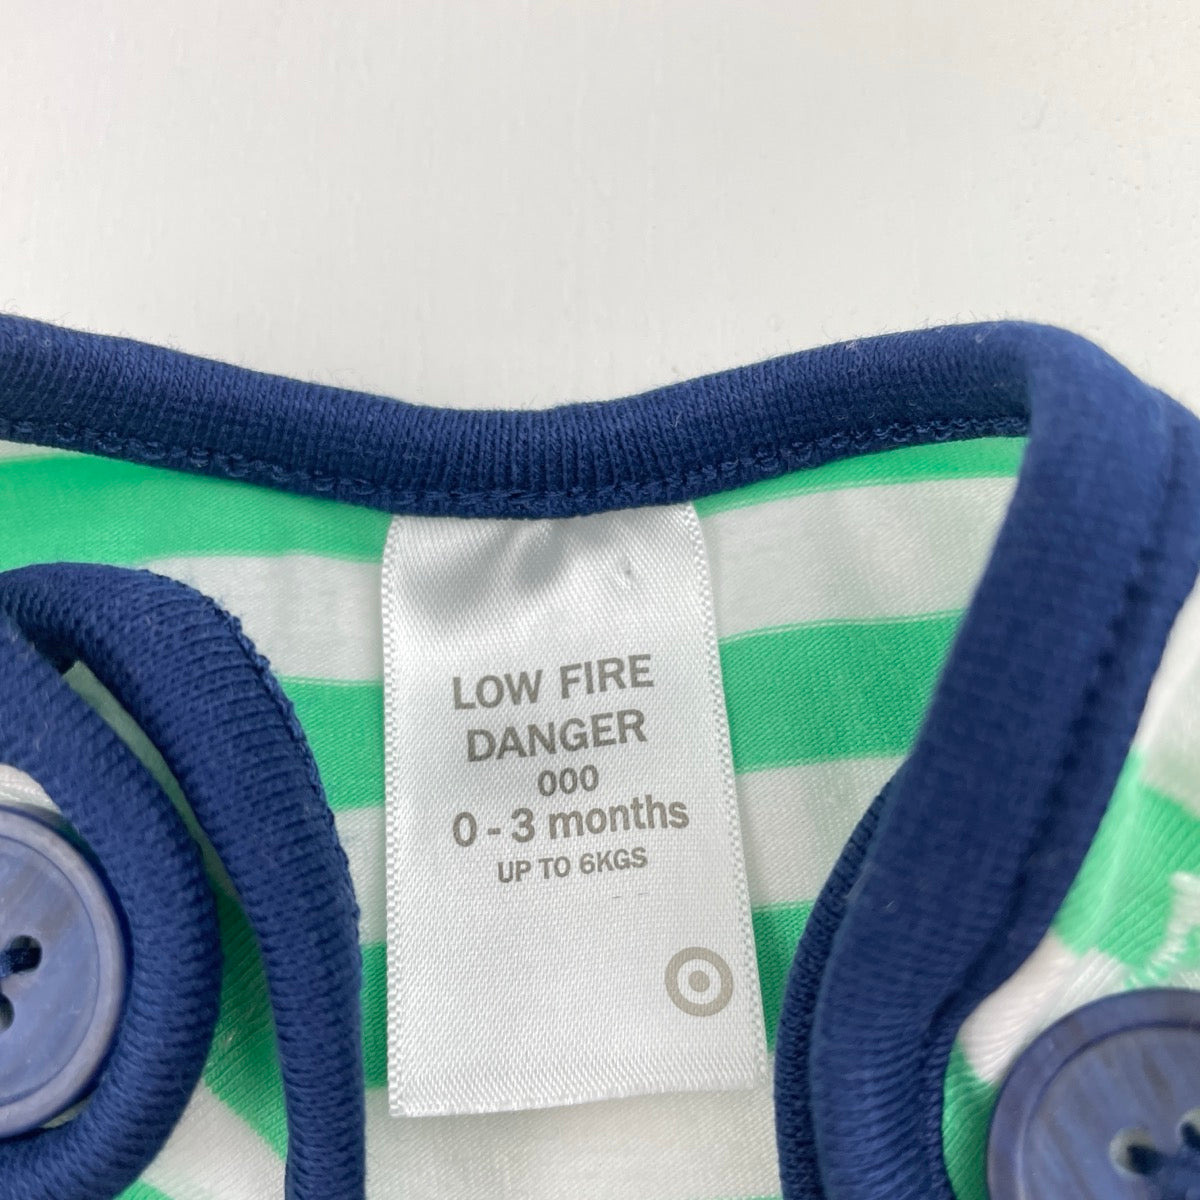 LOW FIRE
DANGER
000
0 - 3 months
UP TO 6KGS